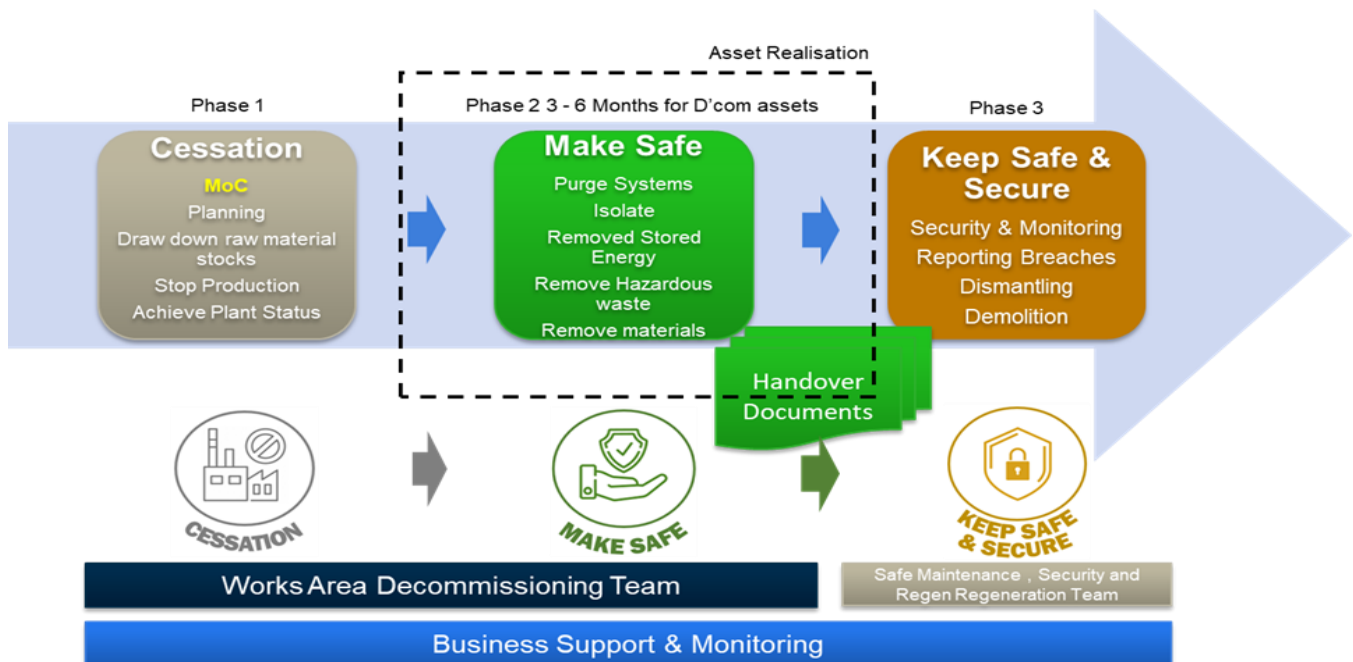 Asset Realisation
Phase 1
Phase 2 3 - 6 Months for D'com assets
Phase 3
Cessation
MoC
Planning
Draw down raw material
stocks
Stop Production
Achieve Plant Status
Make Safe
Purge Systems
Isolate
Removed Stored
Energy
Remove Hazardous
waste
Remove materials
Keep Safe &
Secure
Security & Monitoring
Reporting Breaches
Dismantling
Demolition
Handover
Documents
CESSATION
MAKE SAFE
KEEP SAFE
& SECURE
Works Area Decommissioning Team
Safe Maintenance , Security and
Regen Regeneration Team
Business Support & Monitoring